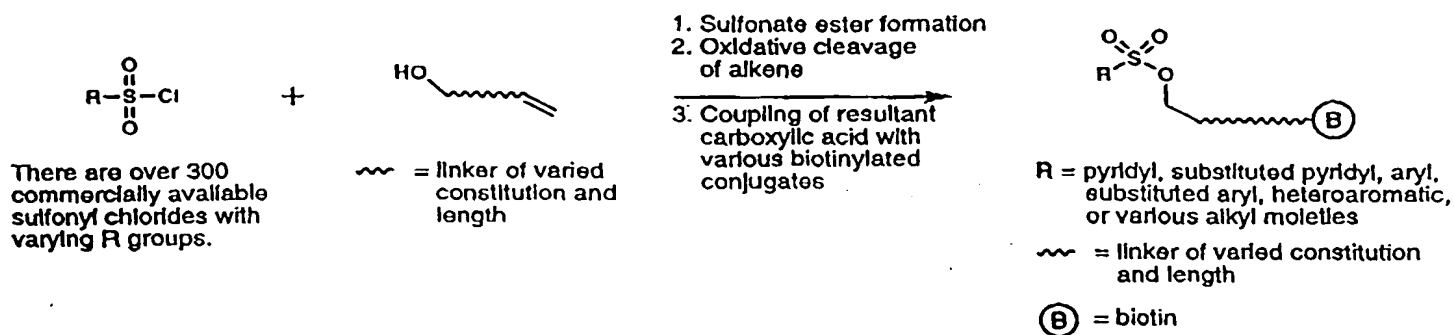 1. Sulfonate ester formation
2. Oxidative cleavage
of alkene
3. Coupling of resultant
carboxylic acid with
various biotinylated
conjugates
O
R–S–Cl
O
+
HO
O O
S
R O
B
There are over 300
commercially available
sulfonyl chlorides with
varying R groups.
= linker of varied
constitution and
length
R = pyridyl, substituted pyridyl, aryl,
substituted aryl, heteroaromatic,
or various alkyl moieties
= linker of varied constitution
and length
B = biotin